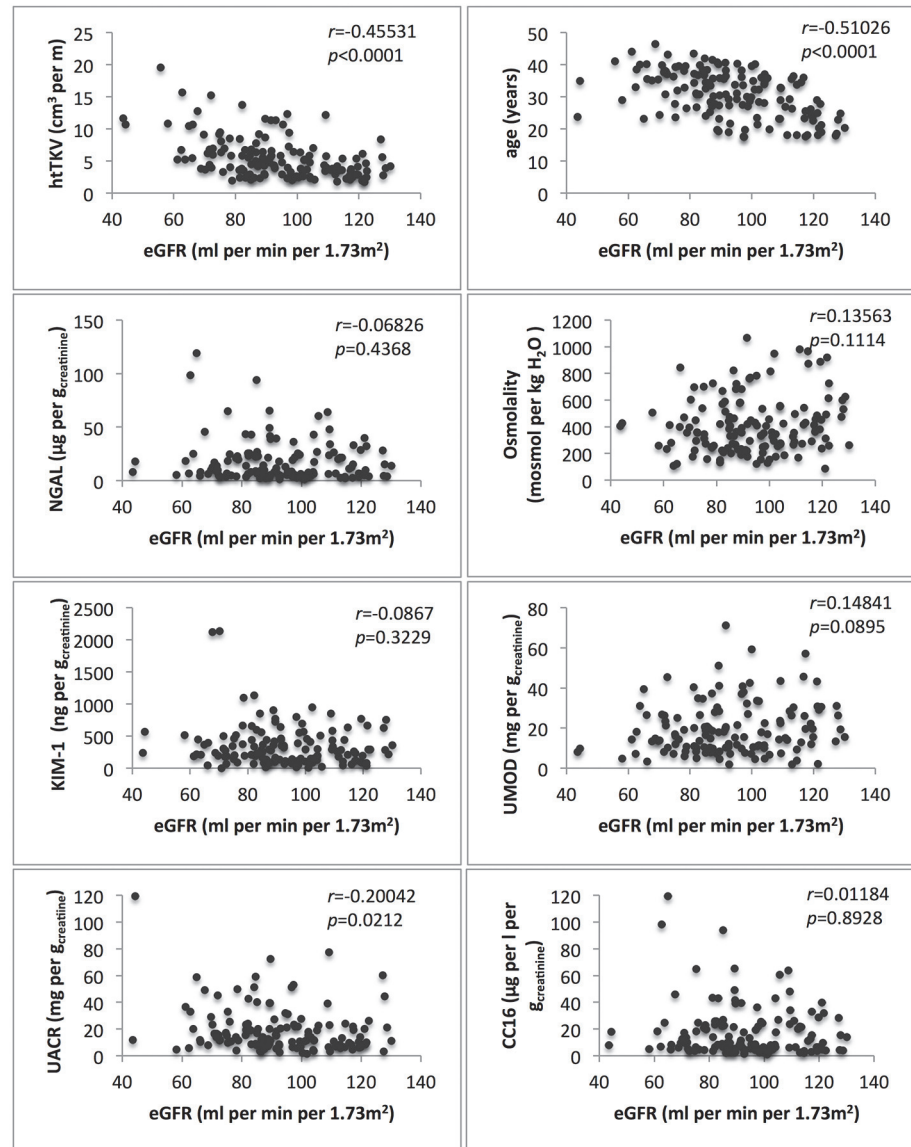 r=-0.45531
p<0.0001
htTKV (cm³ per m)
25
20
15
10
5
0
40 60 80 100 120 140
eGFR (ml per min per 1.73m²)
r=-0.51026
p<0.0001
age (years)
50
40
30
20
10
0
40 60 80 100 120 140
eGFR (ml per min per 1.73m²)
r=-0.06826
p=0.4368
NGAL (µg per gcreatinine)
150
100
50
0
40 60 80 100 120 140
eGFR (ml per min per 1.73m²)
r=0.13563
p=0.1114
Osmolality
(mosmol per kg H₂O )
1200
1000
800
600
400
200
0
40 60 80 100 120 140
eGFR (ml per min per 1.73m²)
r=-0.0867
p=0.3229
KIM-1 (ng per gcreatinine)
2500
2000
1500
1000
500
0
40 60 80 100 120 140
eGFR (ml per min per 1.73m²)
r=0.14841
p=0.0895
UMOD (mg per gcreatinine)
80
60
40
20
0
40 60 80 100 120 140
eGFR (ml per min per 1.73m²)
r=-0.20042
p=0.0212
UACR (mg per gcreatiine)
120
100
80
60
40
20
0
40 60 80 100 120 140
eGFR (ml per min per 1.73m²)
r=0.01184
p=0.8928
CC16 (µg per l per
gcreatinine)
120
100
80
60
40
20
0
40 60 80 100 120 140
eGFR (ml per min per 1.73m²)